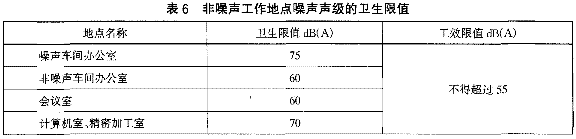 表 6　非噪声工作地点噪声声级的卫生限值
地点名称　卫生限值 dB(A)　工效限值 dB(A)
噪声车间办公室　75
非噪声车间办公室　60
不得超过 55
会议室　60
计算机室、精密加工室　70